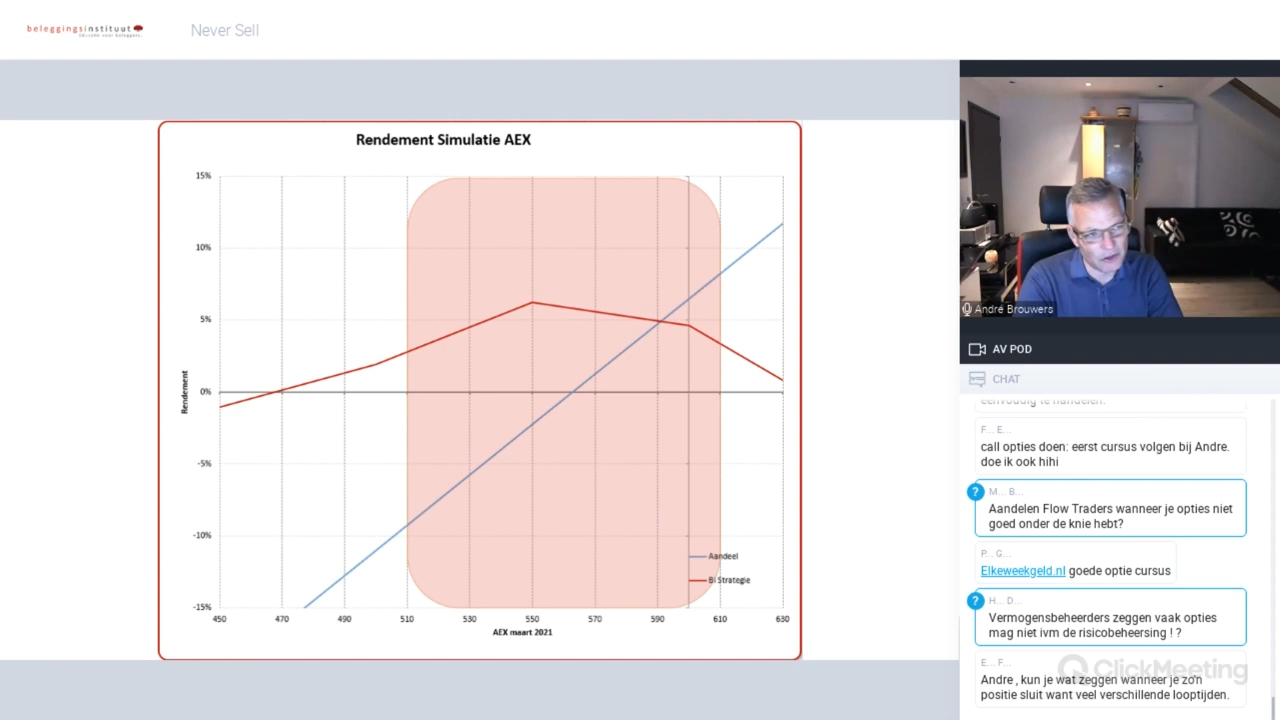 beleggingsinstituut
Never Sell
Rendement Simulatie AEX
15%
10%
5%
0%
-5%
-10%
-15%
Rendement
450 470 490 510 530 550 570 590 610 630
AEX maart 2021
Aandeel
BI Strategie
André Brouwers
AV POD
CHAT
eenvoudig te handelen.
F... E...
call opties doen: eerst cursus volgen bij Andre.
doe ik ook hihi
?
M... B...
Aandelen Flow Traders wanneer je opties niet
goed onder de knie hebt?
P... G...
Elkeweekgeld.nl goede optie cursus
?
H... D...
Vermogensbeheerders zeggen vaak opties
mag niet ivm de risicobeheersing ! ?
E... F...
Andre , kun je wat zeggen wanneer je zo'n
positie sluit want veel verschillende looptijden.
ClickMeeting